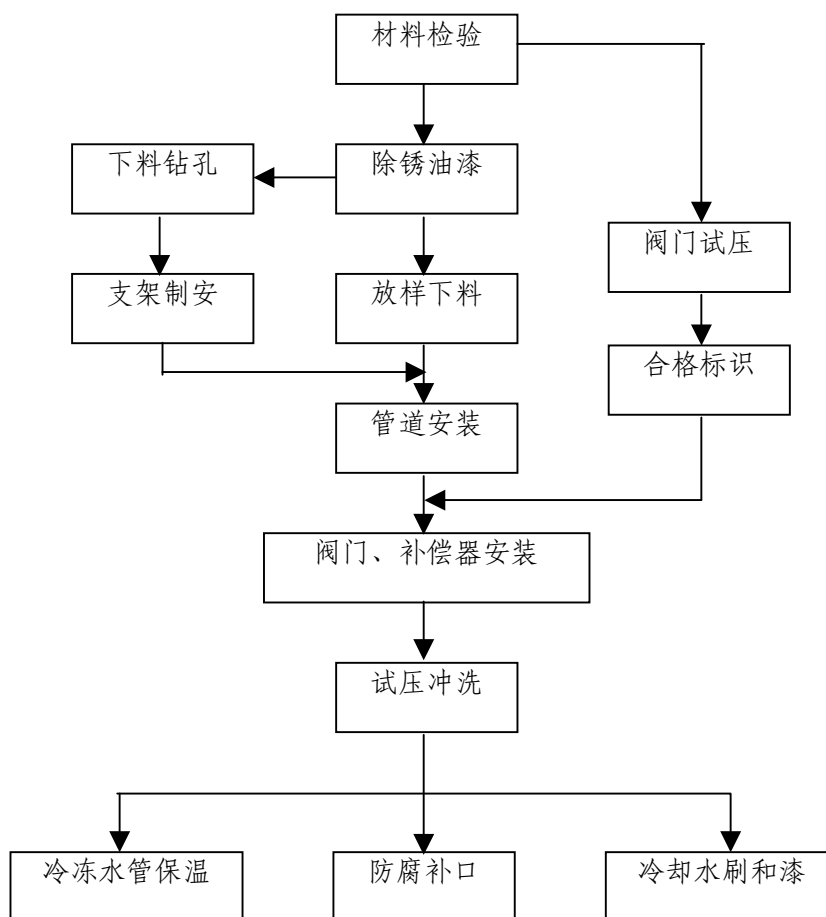 材料检验
下料钻孔
除锈油漆
阀门试压
支架制安
放样下料
合格标识
管道安装
阀门、补偿器安装
试压冲洗
冷冻水管保温
防腐补口
冷却水刷和漆